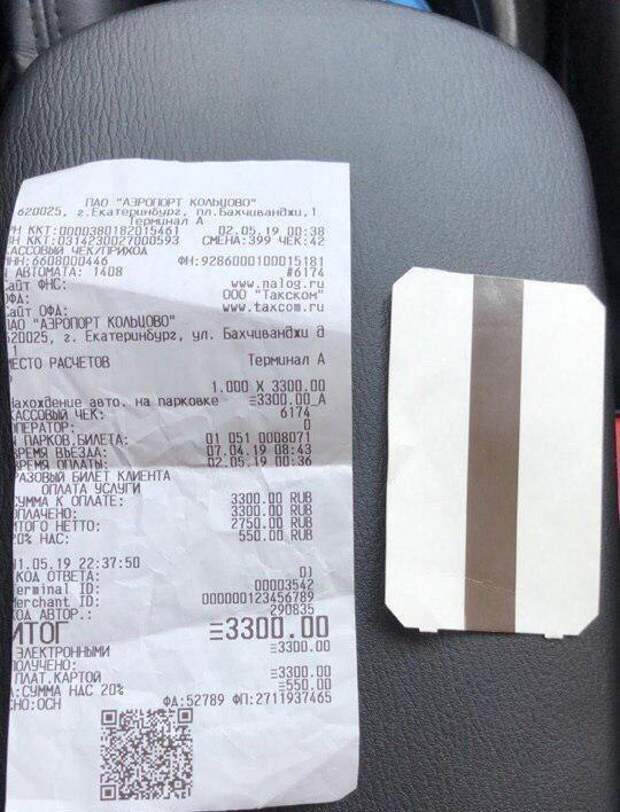 ПАО "АЭРОПОРТ КОЛЬЦОВО"
620025, г.Екатеринбург, пл.Бахчиванджи,1
Терминал А
РН ККТ:0000380182015461 02.05.19 00:38
ЗН ККТ:0314230027000593 СМЕНА:399 ЧЕК:42
КАССОВЫЙ ЧЕК/ПРИХОД
ИНН:6608000446 ФН:9286000100015181
N АВТОМАТА: 1408 #6174
Сайт ФНС: www.nalog.ru
ОФД: ООО "Такском"
Сайт ОФД: www.taxcom.ru
ПАО "АЭРОПОРТ КОЛЬЦОВО"
620025, г. Екатеринбург, ул. Бахчиванджи д
1
МЕСТО РАСЧЕТОВ Терминал А
1.000 X 3300.00
Нахождение авто. на парковке ≡3300.00_А
КАССОВЫЙ ЧЕК: 6174
ОПЕРАТОР: 0
N ПАРКОВ.БИЛЕТА: 01 051 0008071
ВРЕМЯ ВЪЕЗДА: 07.04.19 08:43
ВРЕМЯ ОПЛАТЫ: 02.05.19 00:36
РАЗОВЫЙ БИЛЕТ КЛИЕНТА
ОПЛАТА УСЛУГИ
СУММА К ОПЛАТЕ: 3300.00 RUB
ОПЛАЧЕНО: 3300.00 RUB
ИТОГО НЕТТО: 2750.00 RUB
20% НДС: 550.00 RUB
1.05.19 22:37:50
КОД ОТВЕТА: 0)
Terminal ID: 00003542
Merchant ID: 000000123456789
КОД АВТОР.: 290835
ИТОГ ≡3300.00
ЭЛЕКТРОННЫМИ ≡3300.00
ПОЛУЧЕНО:
ПЛАТ.КАРТОЙ ≡3300.00
А:СУММА НДС 20% ≡550.00
СНО:ОСН ФД:52789 ФП:2711937465